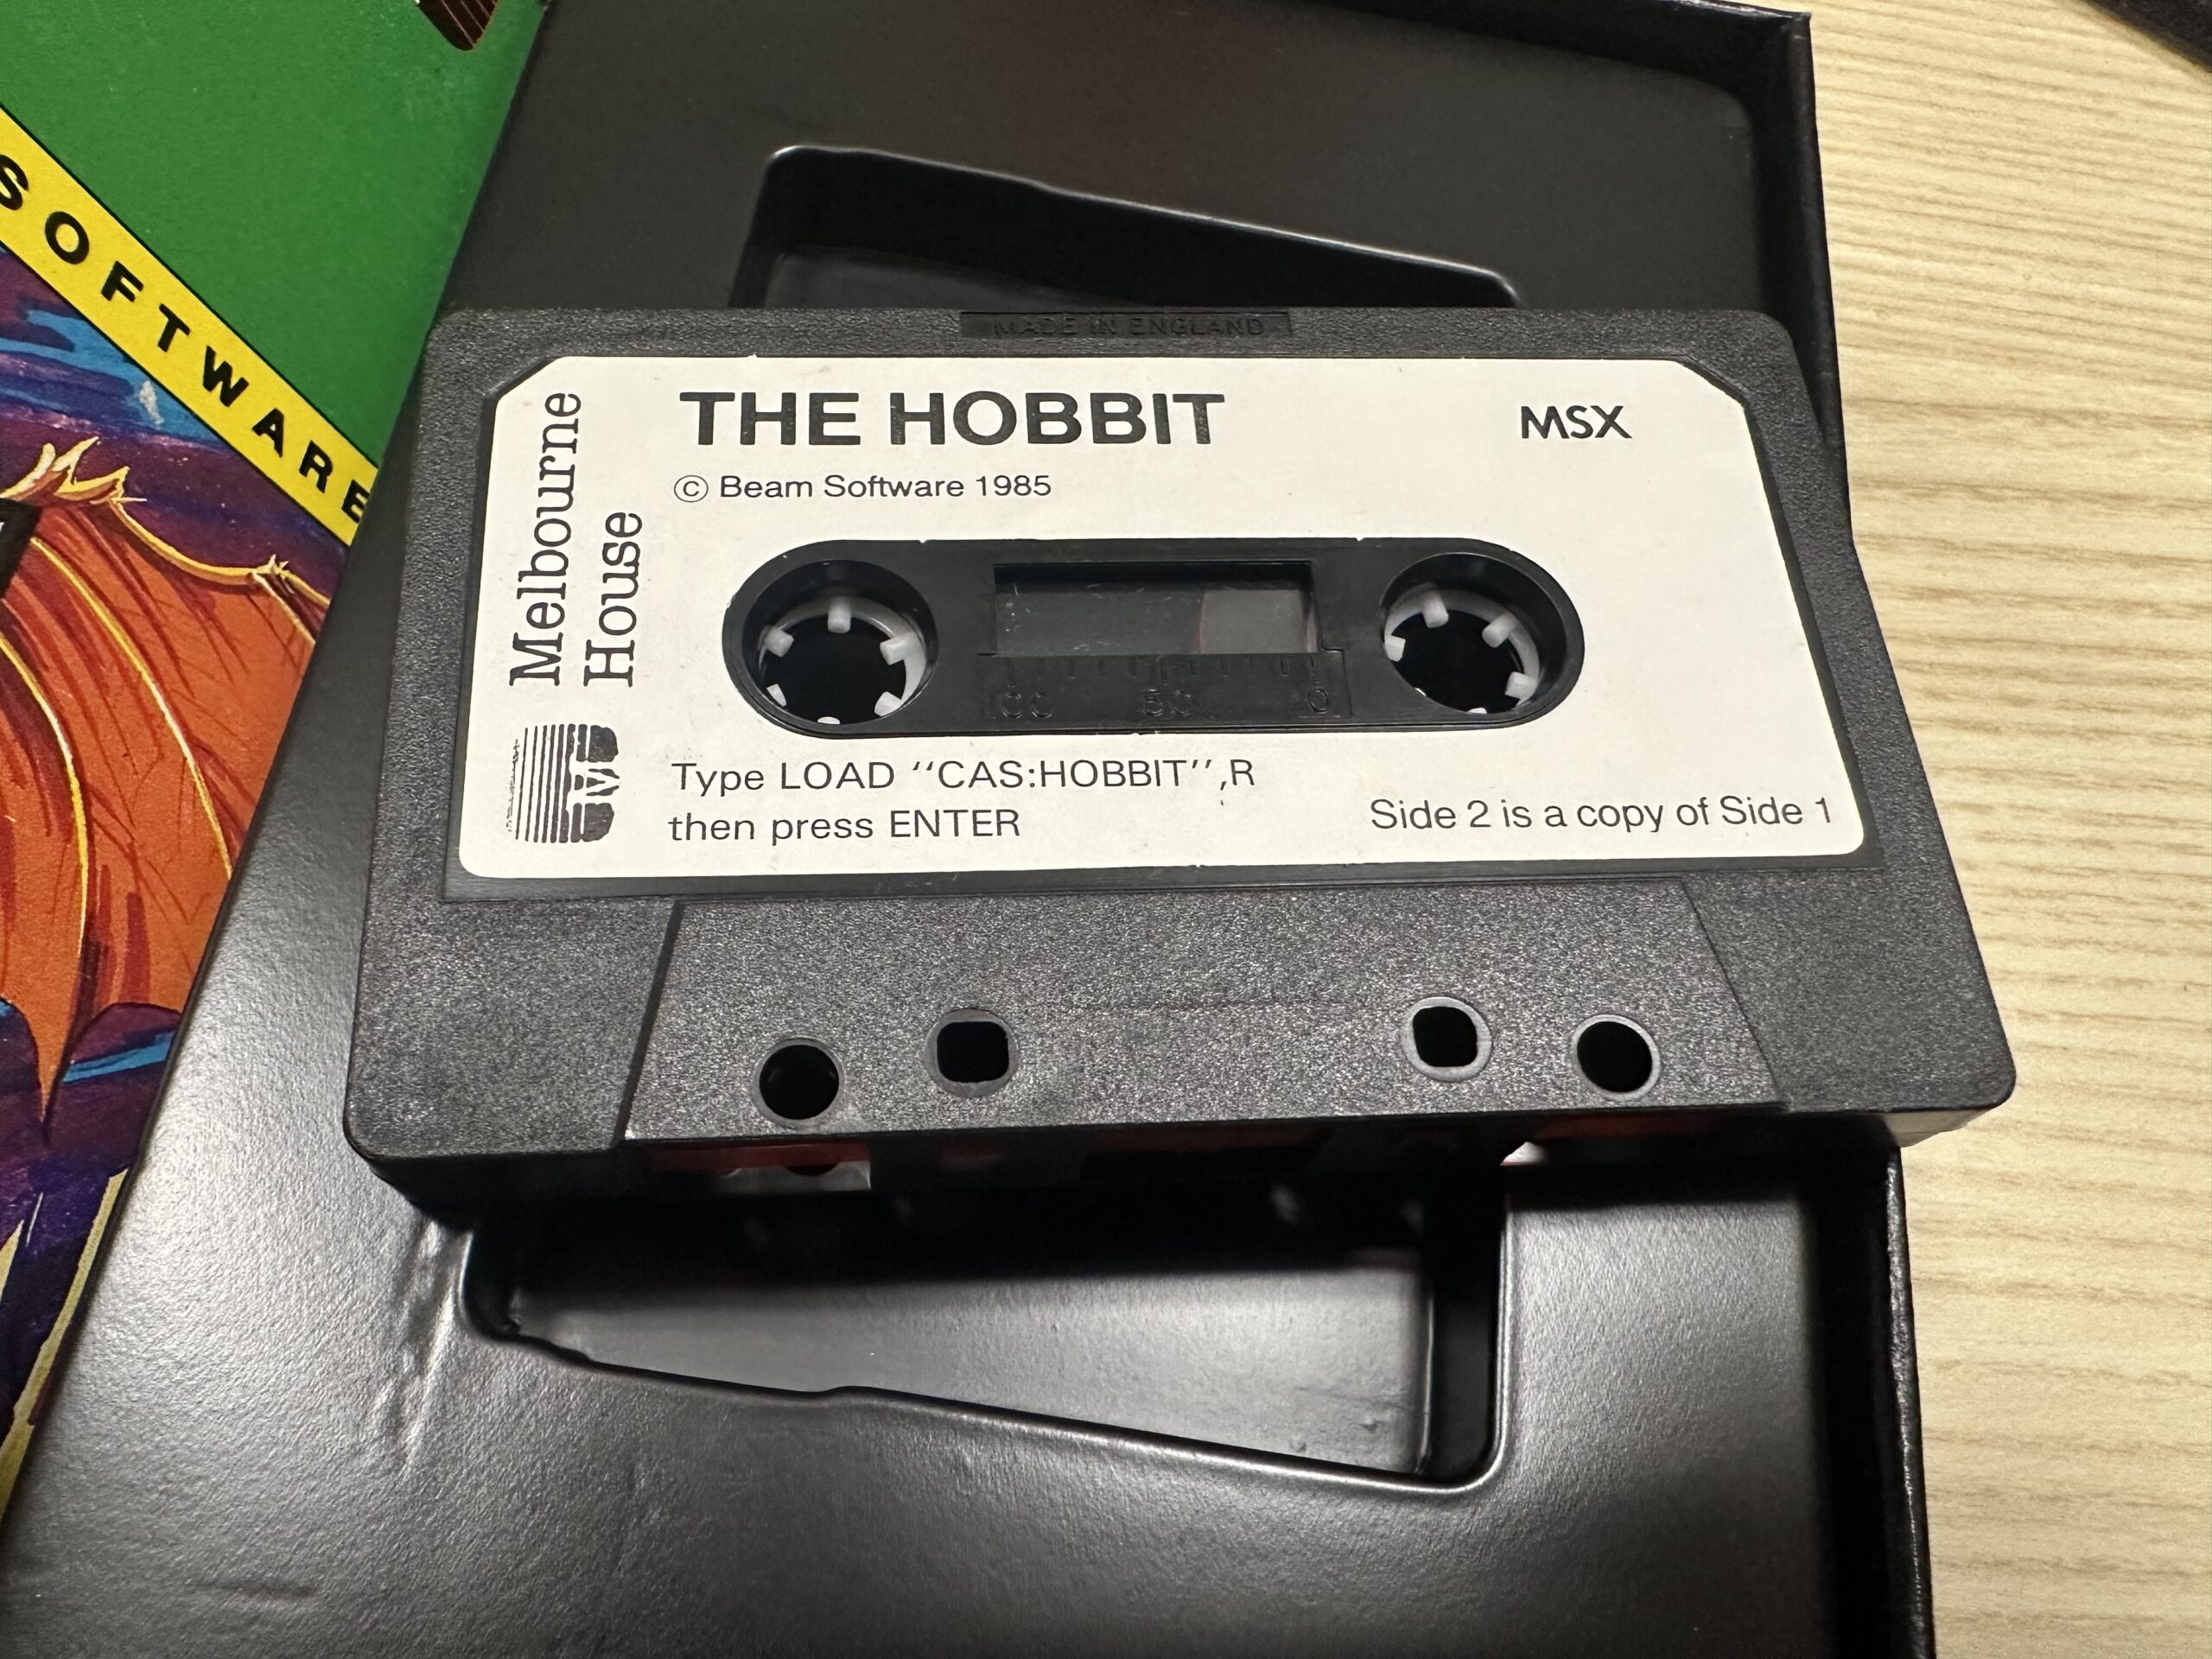 SOFTWARE
MADE IN ENGLAND
THE HOBBIT
MSX
© Beam Software 1985
Melbourne
House
100 50 0
Type LOAD ‘‘CAS:HOBBIT’’,R
then press ENTER
Side 2 is a copy of Side 1